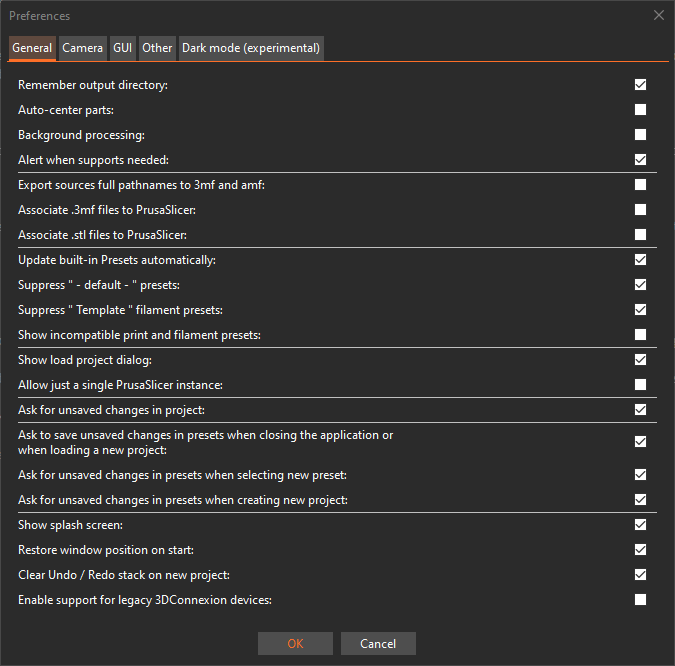 Preferences
General Camera GUI Other Dark mode (experimental)
Remember output directory:
Auto-center parts:
Background processing:
Alert when supports needed:
Export sources full pathnames to 3mf and amf:
Associate .3mf files to PrusaSlicer:
Associate .stl files to PrusaSlicer:
Update built-in Presets automatically:
Suppress " - default - " presets:
Suppress " Template " filament presets:
Show incompatible print and filament presets:
Show load project dialog:
Allow just a single PrusaSlicer instance:
Ask for unsaved changes in project:
Ask to save unsaved changes in presets when closing the application or
when loading a new project:
Ask for unsaved changes in presets when selecting new preset:
Ask for unsaved changes in presets when creating new project:
Show splash screen:
Restore window position on start:
Clear Undo / Redo stack on new project:
Enable support for legacy 3DConnexion devices:
OK Cancel